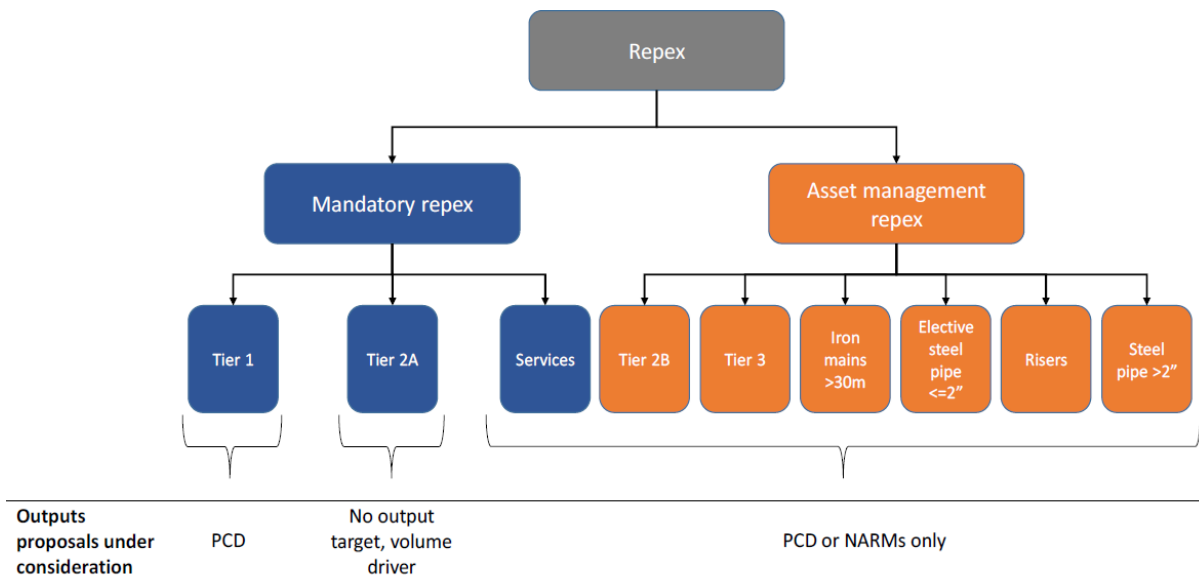 Repex
Mandatory repex
Asset management
repex
Tier 1
Tier 2A
Services
Tier 2B
Tier 3
Iron
mains
>30m
Elective
steel
pipe
<=2”
Risers
Steel
pipe >2”
Outputs
proposals under
consideration
PCD
No output
target, volume
driver
PCD or NARMs only